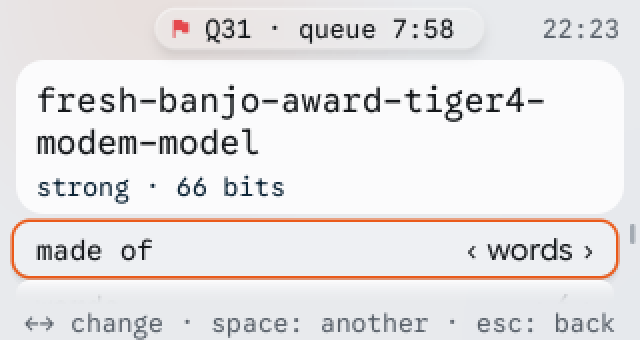 Q31 · queue 7:58
22:23
fresh-banjo-award-tiger4-
modem-model
strong · 66 bits
made of ‹ words ›
↔ change · space: another · esc: back